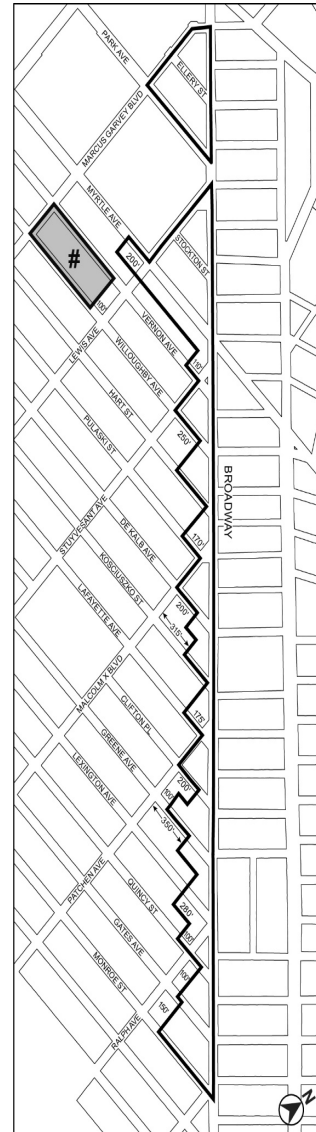 PARK AVE
ELLERY ST
MARCUS GARVEY BLVD
MYRTLE AVE
STOCKTON ST
200'
#
100'
VERNON AVE
LEWIS AVE
WILLOUGHBY AVE
110'
HART ST
250'
PULASKI ST
BROADWAY
STUYVESANT AVE
DE KALB AVE
170'
KOSCIUSZKO ST
200'
315'
LAFAYETTE AVE
MALCOLM X BLVD
175'
CLIFTON PL
200'
GREENE AVE
100'
LEXINGTON AVE
350'
PATCHEN AVE
QUINCY ST
280'
100'
GATES AVE
100'
MONROE ST
150'
RALPH AVE
N